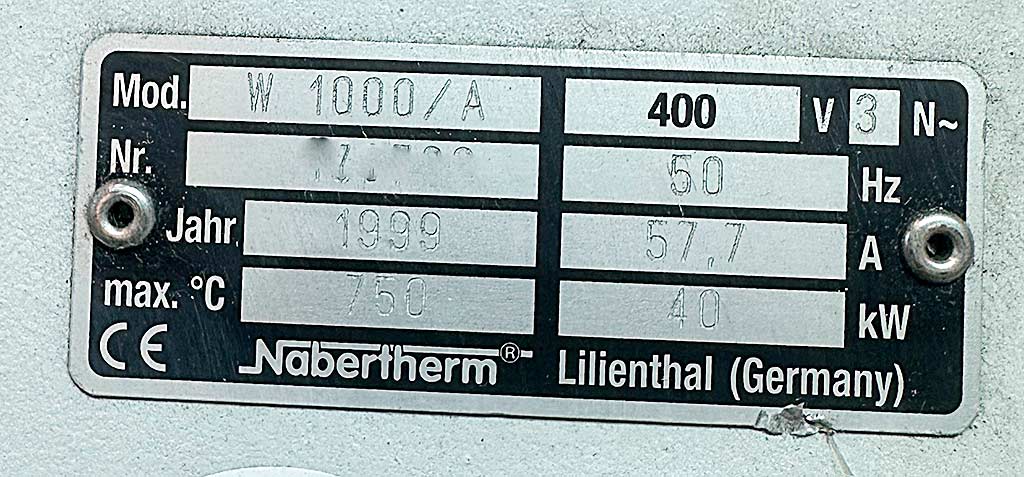 Mod. W 1000/A 400 V 3 N~
Nr. 50 Hz
Jahr 1999 57,7 A
max. °C 750 40 kW
CE Nabertherm® Lilienthal (Germany)